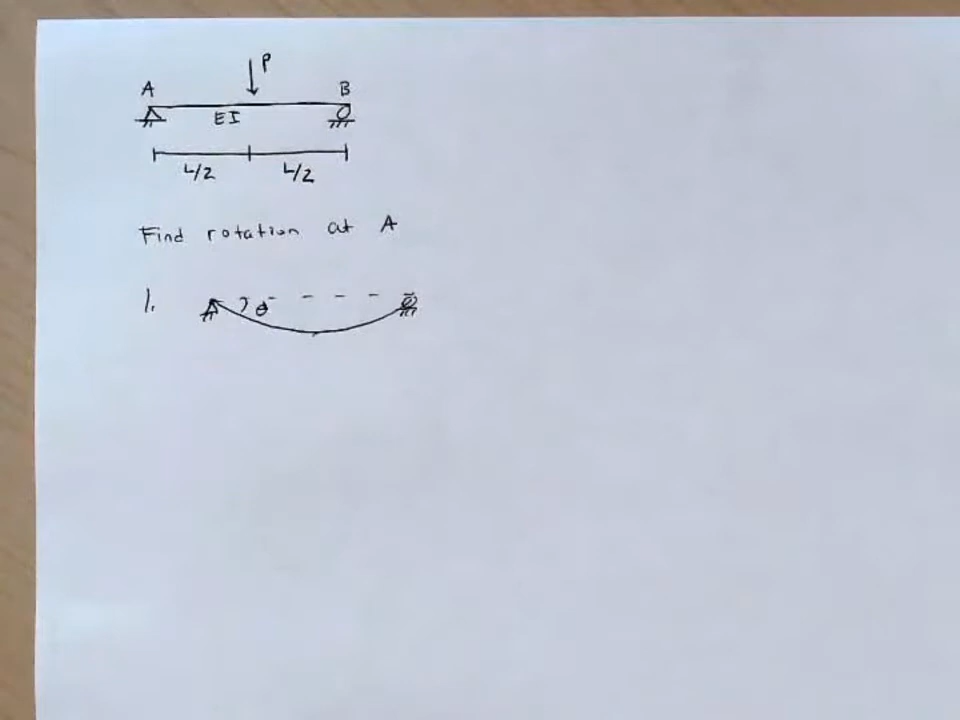 P
A B
EI
L/2 L/2
Find rotation at A
1. θ